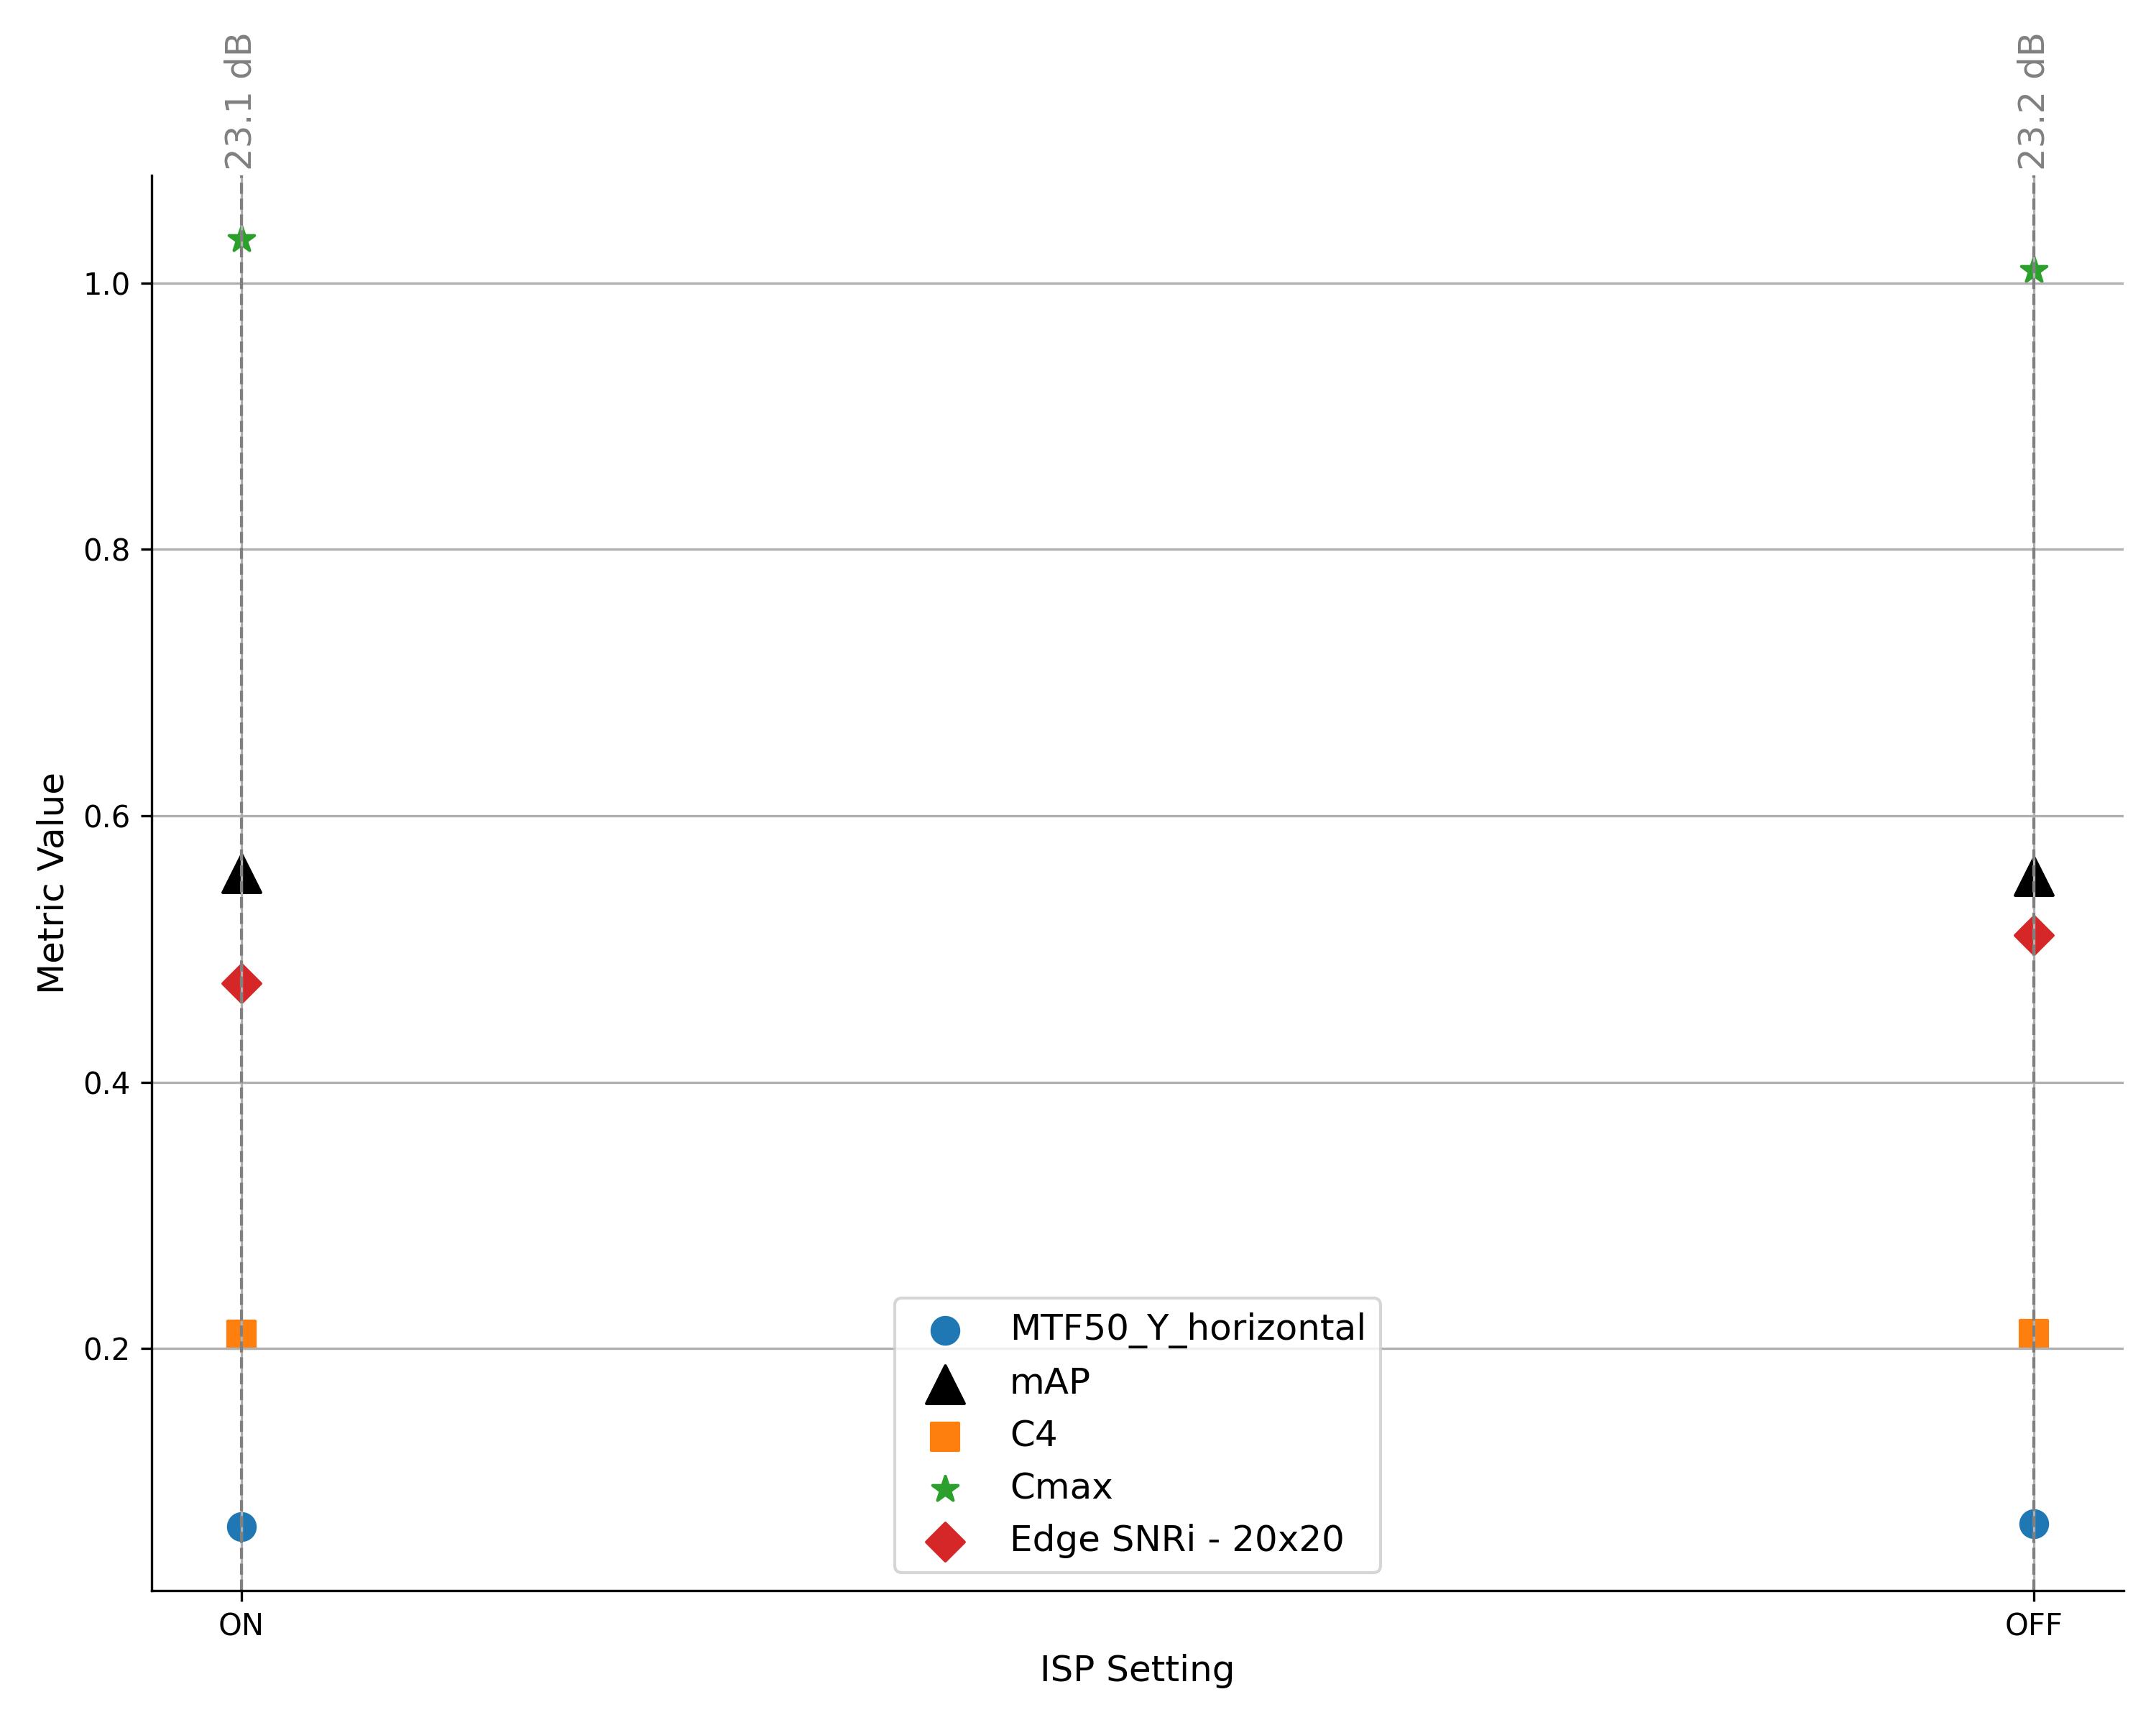 23.1 dB
23.2 dB
1.0
0.8
0.6
0.4
0.2
Metric Value
MTF50_Y_horizontal
mAP
C4
Cmax
Edge SNRi - 20x20
ON
OFF
ISP Setting